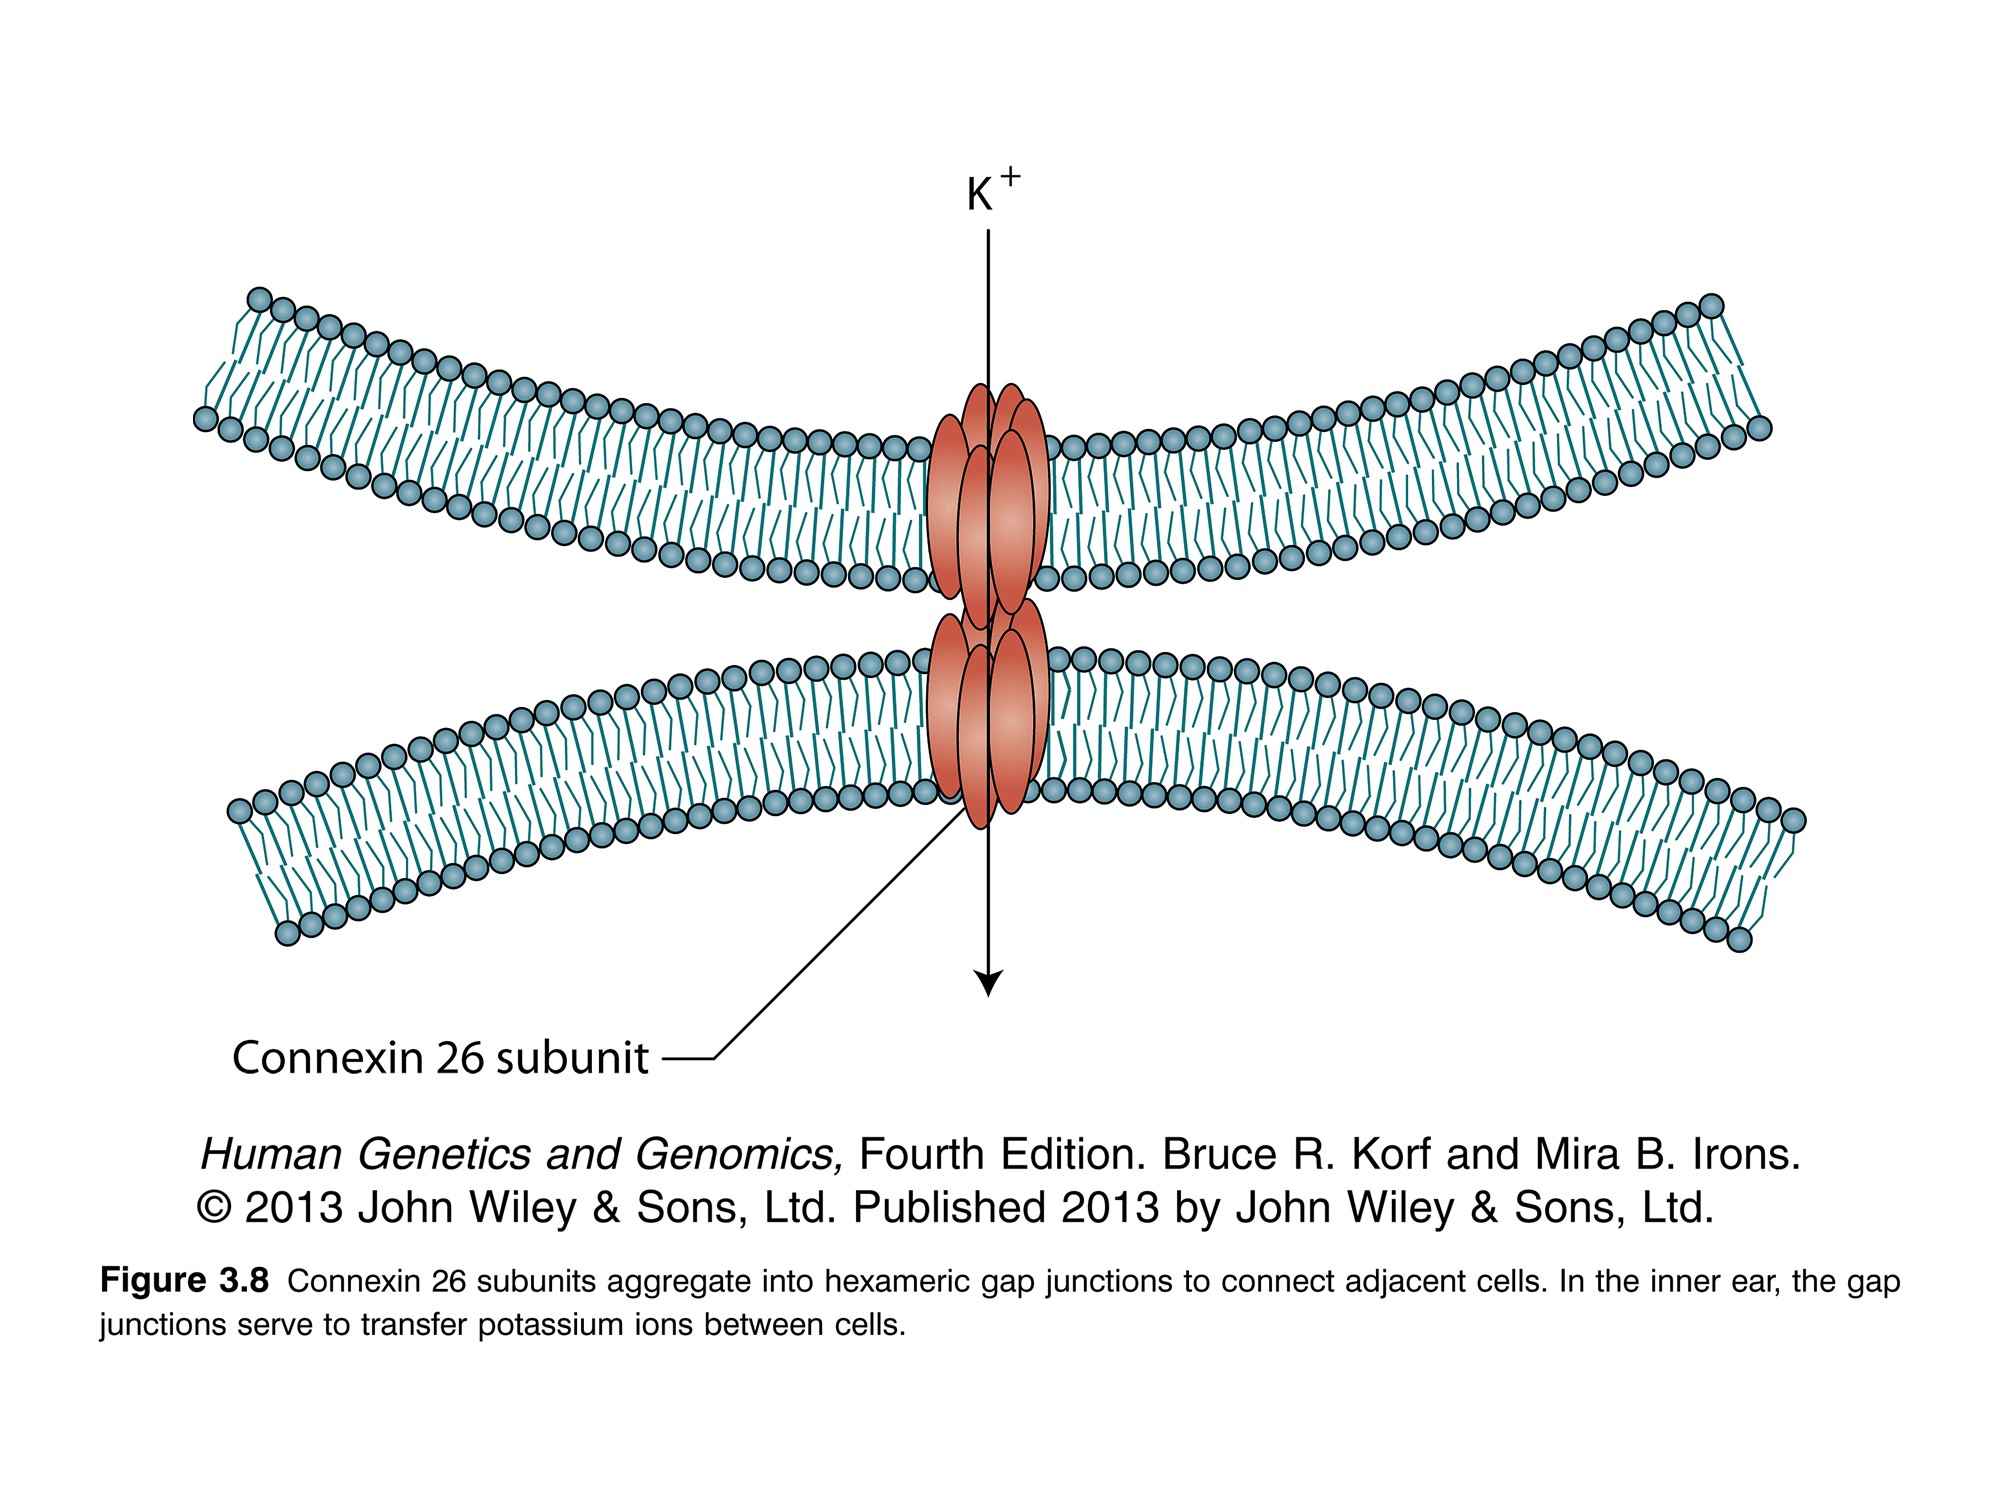 K+
Connexin 26 subunit
Human Genetics and Genomics, Fourth Edition. Bruce R. Korf and Mira B. Irons.
© 2013 John Wiley & Sons, Ltd. Published 2013 by John Wiley & Sons, Ltd.
Figure 3.8 Connexin 26 subunits aggregate into hexameric gap junctions to connect adjacent cells. In the inner ear, the gap
junctions serve to transfer potassium ions between cells.